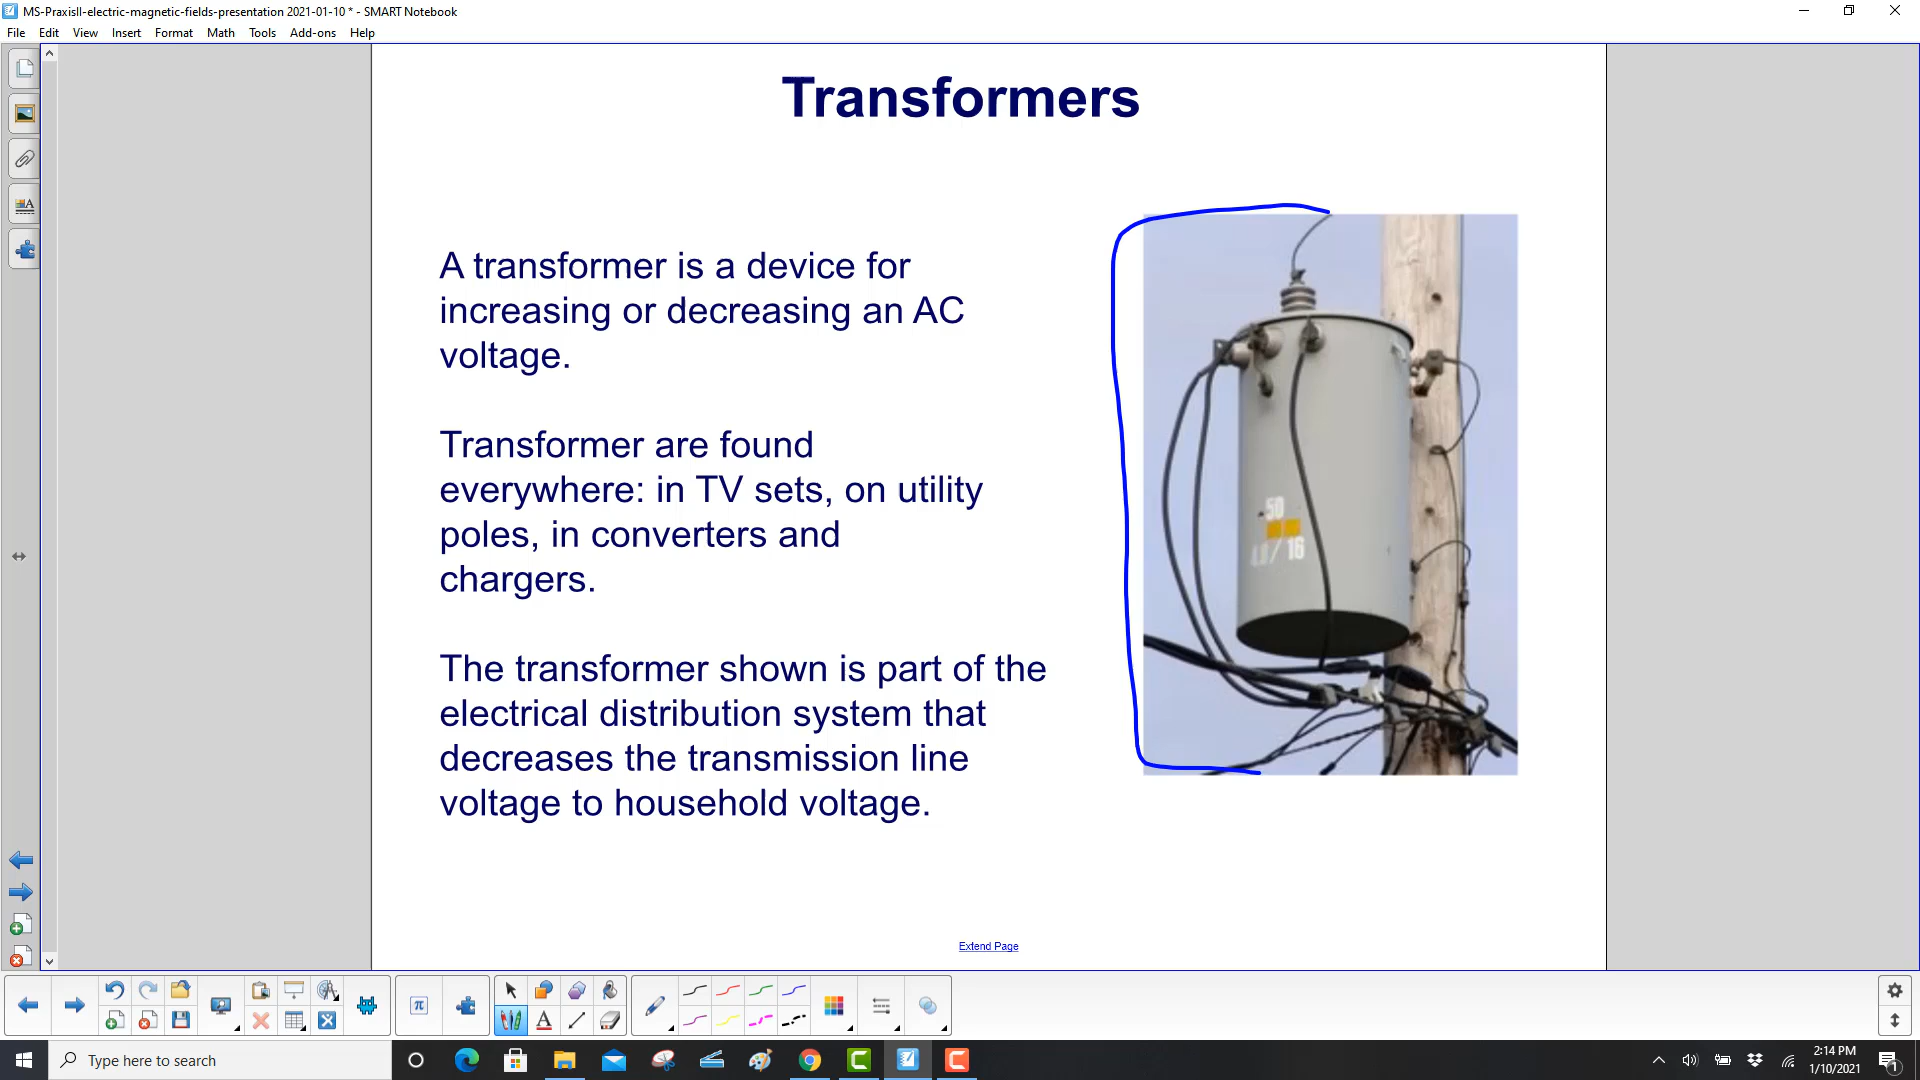 MS-PraxisII-electric-magnetic-fields-presentation 2021-01-10 * - SMART Notebook
File Edit View Insert Format Math Tools Add-ons Help
Transformers
A transformer is a device for
increasing or decreasing an AC
voltage.
Transformer are found
everywhere: in TV sets, on utility
poles, in converters and
chargers.
The transformer shown is part of the
electrical distribution system that
decreases the transmission line
voltage to household voltage.
50
16
Extend Page
Type here to search
2:14 PM
1/10/2021
1